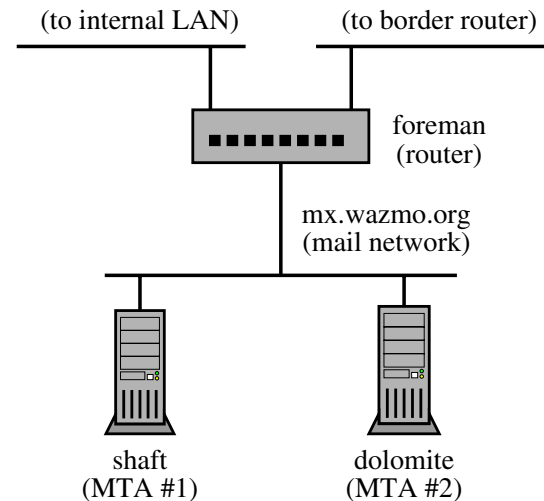 (to internal LAN)
(to border router)
foreman
(router)
mx.wazmo.org
(mail network)
shaft
(MTA #1)
dolomite
(MTA #2)